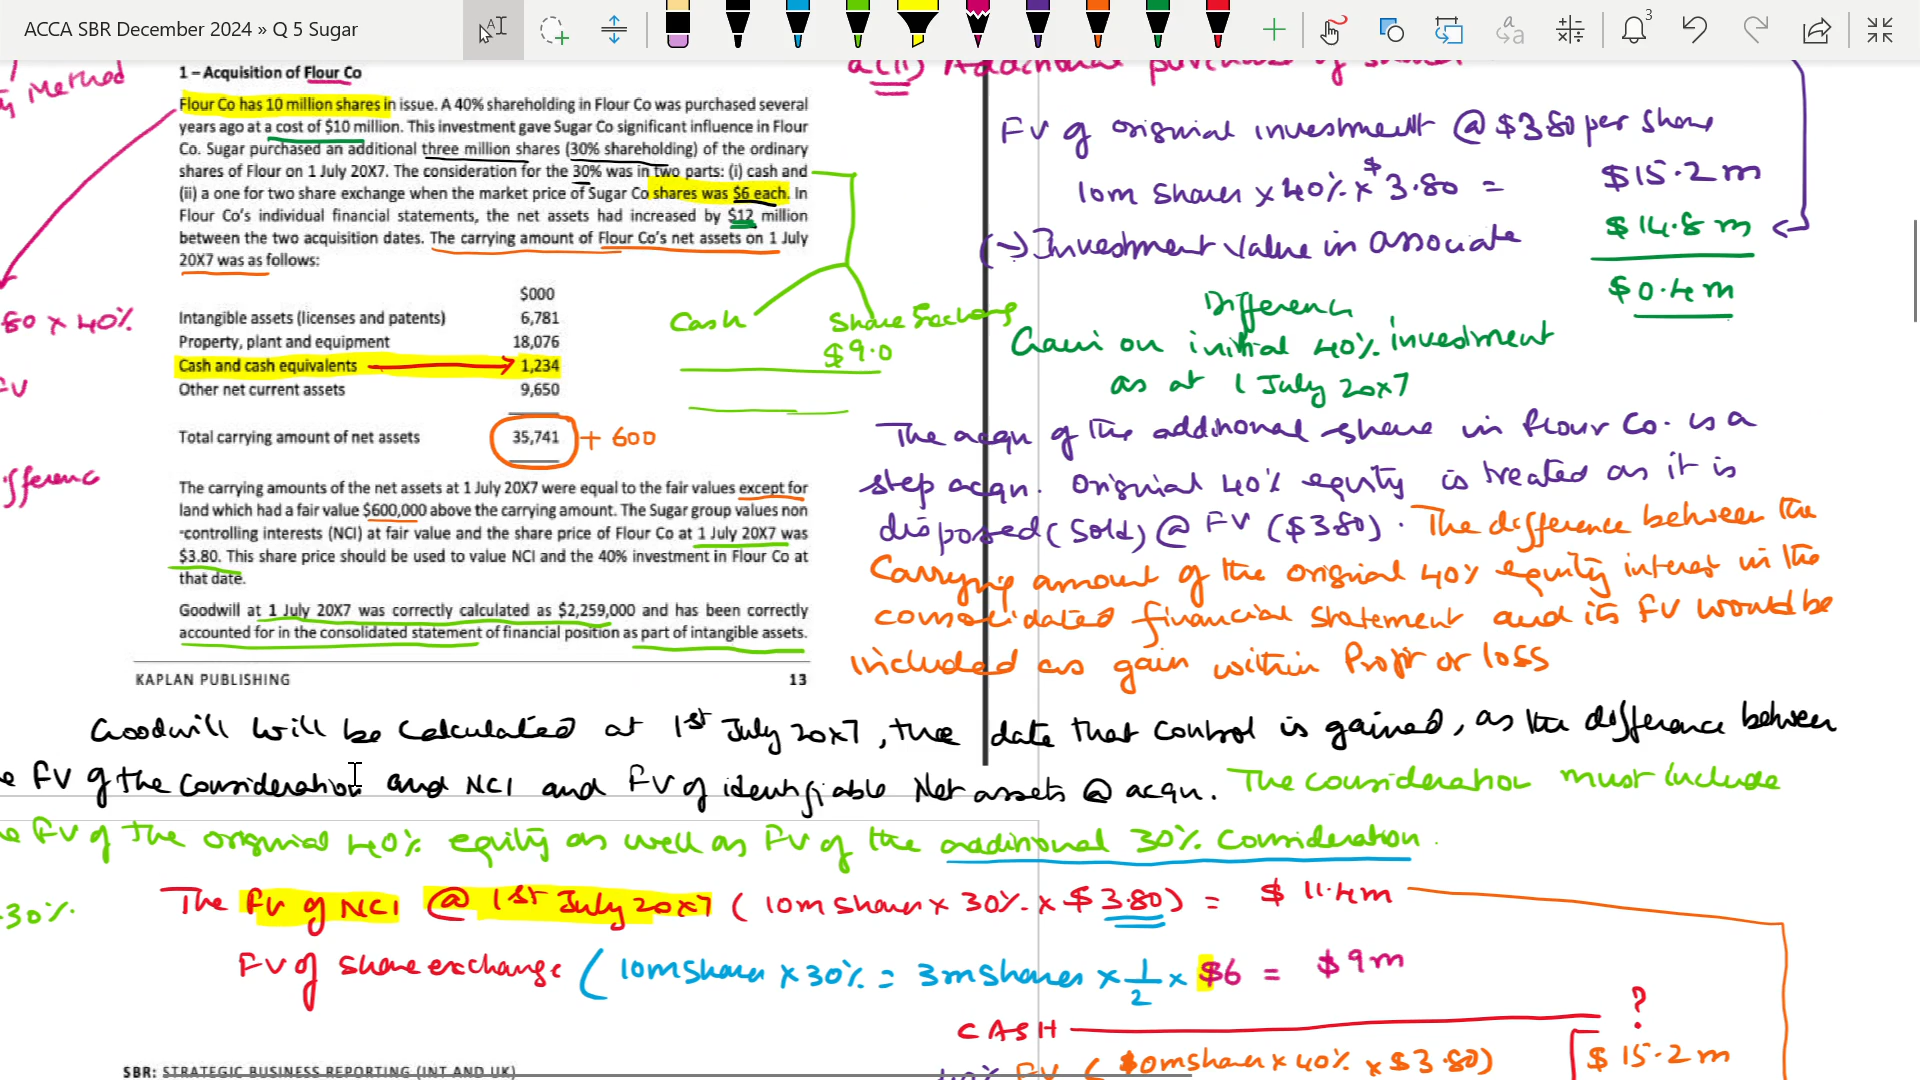 ACCA SBR December 2024 » Q 5 Sugar
3
Method
1 – Acquisition of Flour Co
Flour Co has 10 million shares in issue. A 40% shareholding in Flour Co was purchased several
years ago at a cost of $10 million. This investment gave Sugar Co significant influence in Flour
Co. Sugar purchased an additional three million shares (30% shareholding) of the ordinary
shares of Flour on 1 July 20X7. The consideration for the 30% was in two parts: (i) cash and
(ii) a one for two share exchange when the market price of Sugar Co shares was $6 each. In
Flour Co's individual financial statements, the net assets had increased by $12 million
between the two acquisition dates. The carrying amount of Flour Co's net assets on 1 July
20X7 was as follows:
$000
Intangible assets (licenses and patents) 6,781
Property, plant and equipment 18,076
Cash and cash equivalents 1,234
Other net current assets 9,650
Total carrying amount of net assets 35,741 + 600
The carrying amounts of the net assets at 1 July 20X7 were equal to the fair values except for
land which had a fair value $600,000 above the carrying amount. The Sugar group values non
-controlling interests (NCI) at fair value and the share price of Flour Co at 1 July 20X7 was
$3.80. This share price should be used to value NCI and the 40% investment in Flour Co at
that date.
Goodwill at 1 July 20X7 was correctly calculated as $2,259,000 and has been correctly
accounted for in the consolidated statement of financial position as part of intangible assets.
KAPLAN PUBLISHING 13
80 x 40%
FV
Cash
Share Exchang
$9.0
a(ii) Additional purchase of
FV of original investment @ $3.80 per share
10m shares x 40% x $3.80 = $15.2m
(-) Investment value in associate $14.8m
Difference $0.4m
Gain on initial 40% investment
as at 1 July 20x7
The acqn of the additional share in flour Co. is a
step acqn. Original 40% equity is treated as it is
disposed (sold) @ FV ($3.80). The difference between the
Carrying amount of the original 40% equity interest in the
consolidated financial statement and its FV would be
included as gain within Profit or loss
Goodwill will be calculated at 1st July 20x7, the date that control is gained, as the difference between
FV of the consideration and NCI and FV of identifiable Net assets @ acqn. The consideration must include
FV of the original 40% equity as well as FV of the additional 30% consideration.
30%
The FV of NCI @ 1st July 20x7 (10m shares x 30% x $3.80) = $11.4m
FV of share exchange (10m shares x 30% = 3m shares x 1/2 x $6 = $9m
CASH ?
40% FV ( $0m shares x 40% x $3.80) $15.2m
SBR: STRATEGIC BUSINESS REPORTING (INT AND UK)